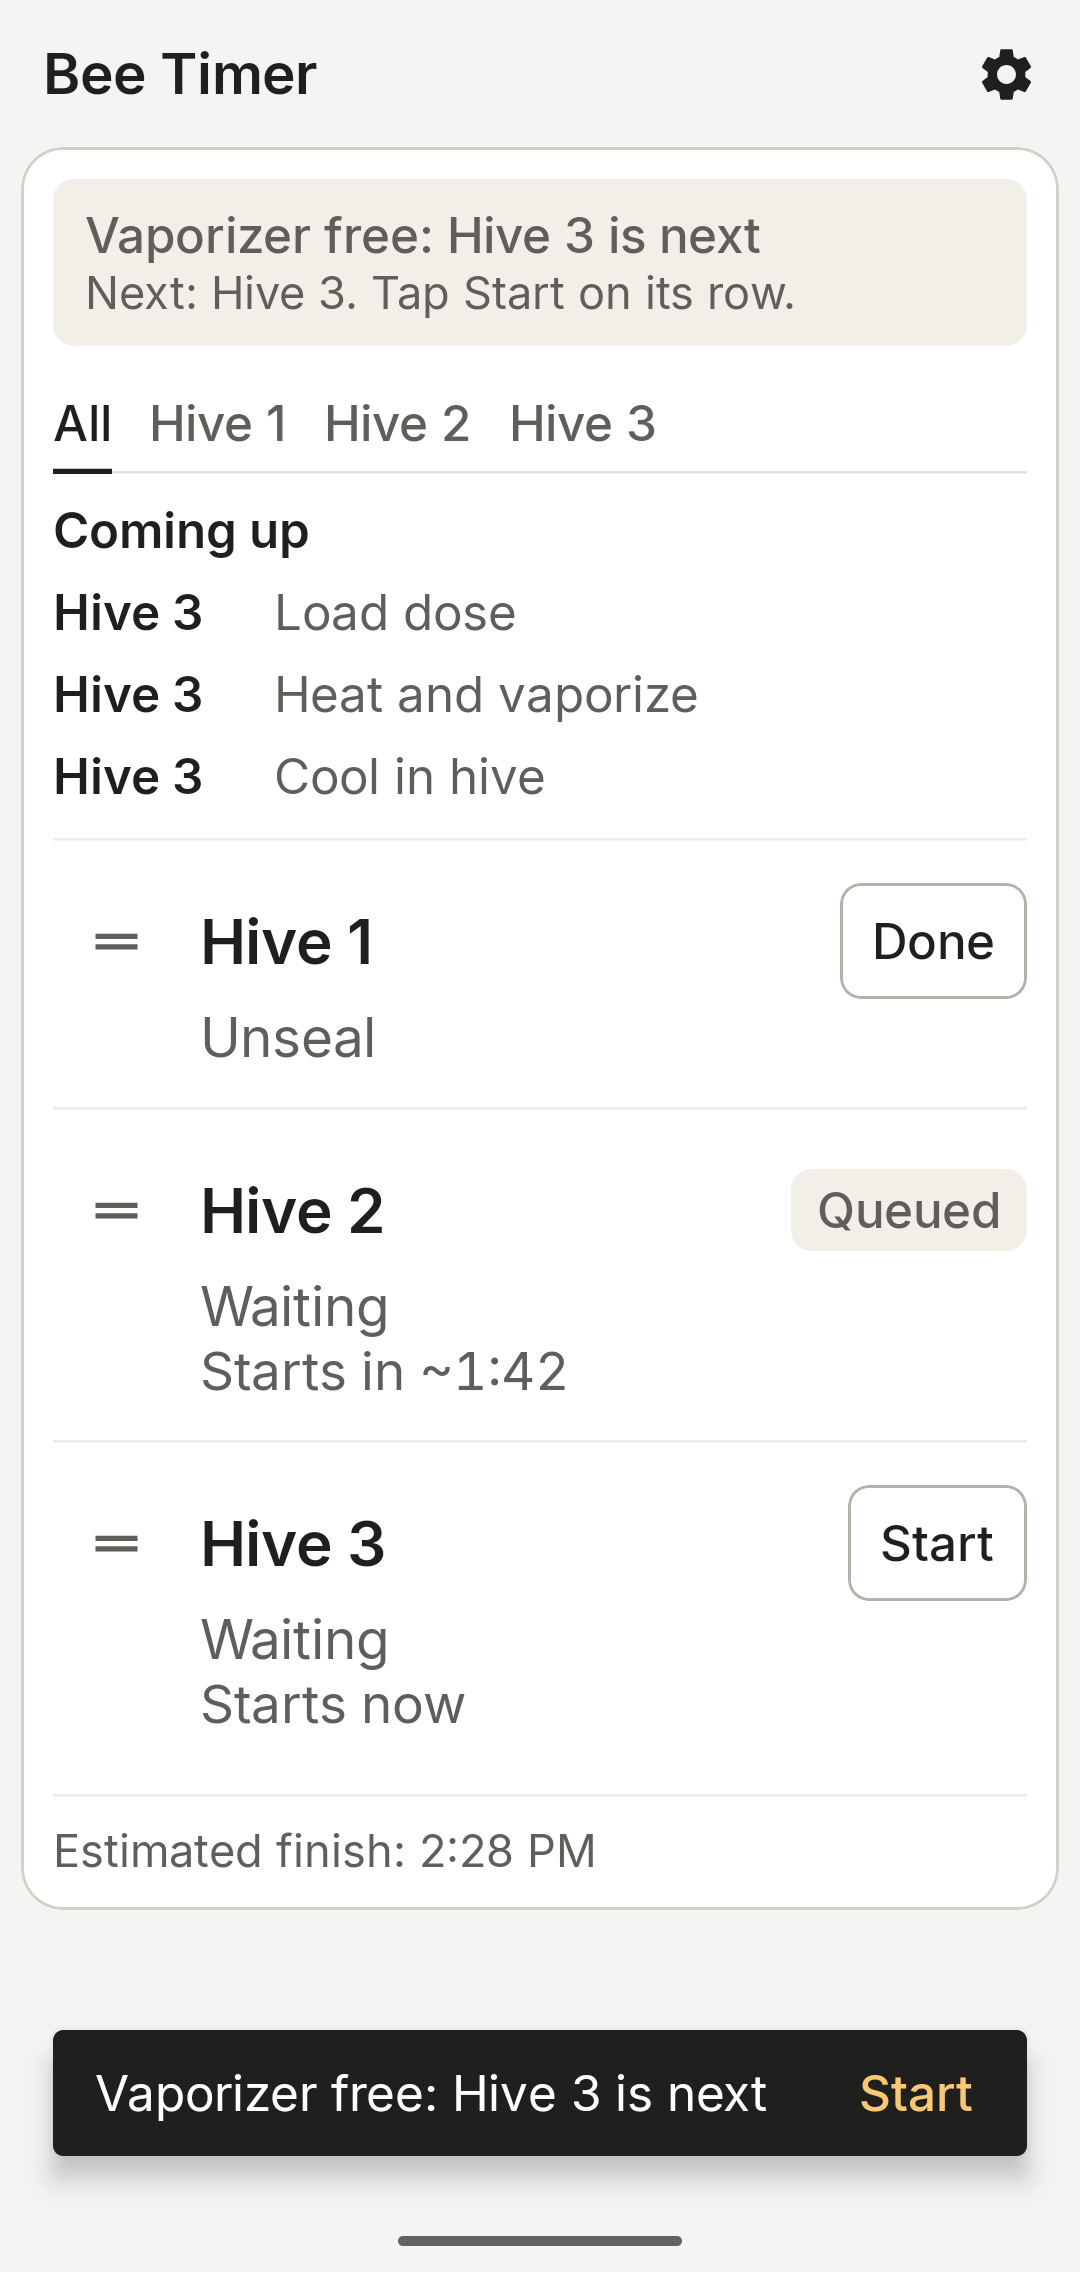 Bee Timer
Vaporizer free: Hive 3 is next
Next: Hive 3. Tap Start on its row.
All Hive 1 Hive 2 Hive 3
Coming up
Hive 3 Load dose
Hive 3 Heat and vaporize
Hive 3 Cool in hive
Hive 1 Done
Unseal
Hive 2 Queued
Waiting
Starts in ~1:42
Hive 3 Start
Waiting
Starts now
Estimated finish: 2:28 PM
Vaporizer free: Hive 3 is next Start